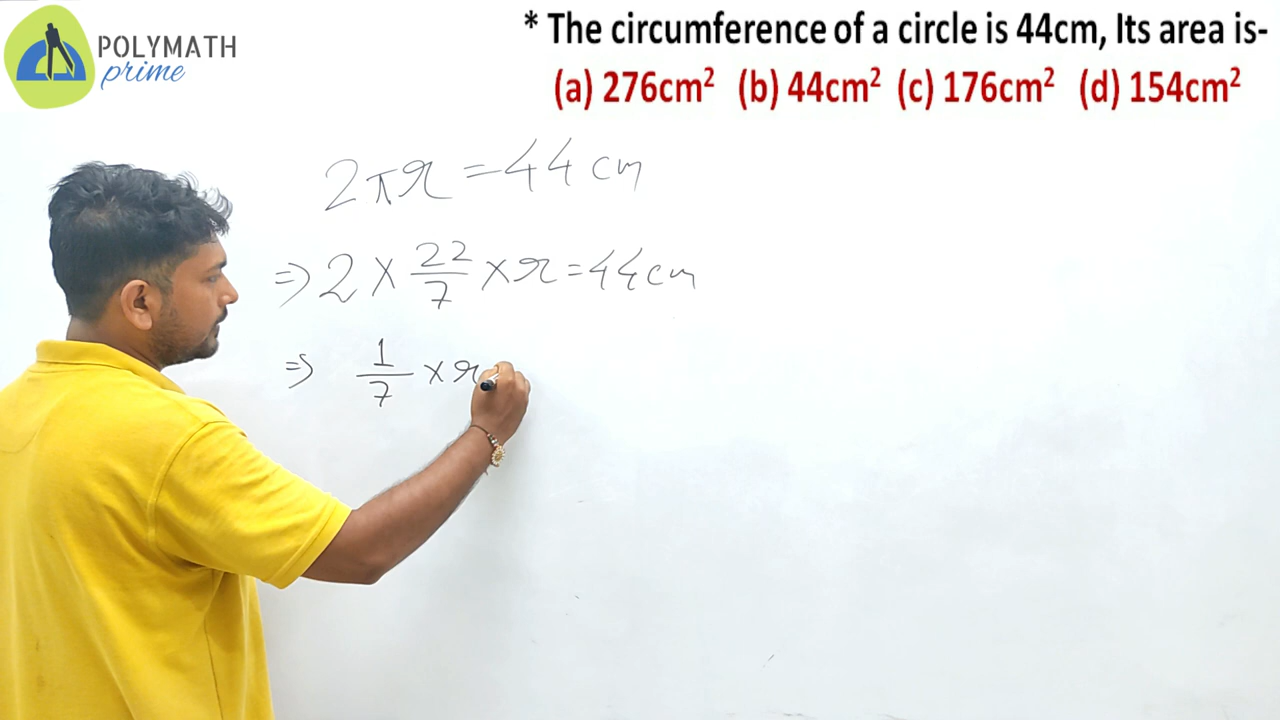 POLYMATH
prime
* The circumference of a circle is 44cm, Its area is-
(a) 276cm² (b) 44cm² (c) 176cm² (d) 154cm²
2πr = 44 cm
⇒ 2 × 22/7 × r = 44 cm
⇒ 1/7 × r